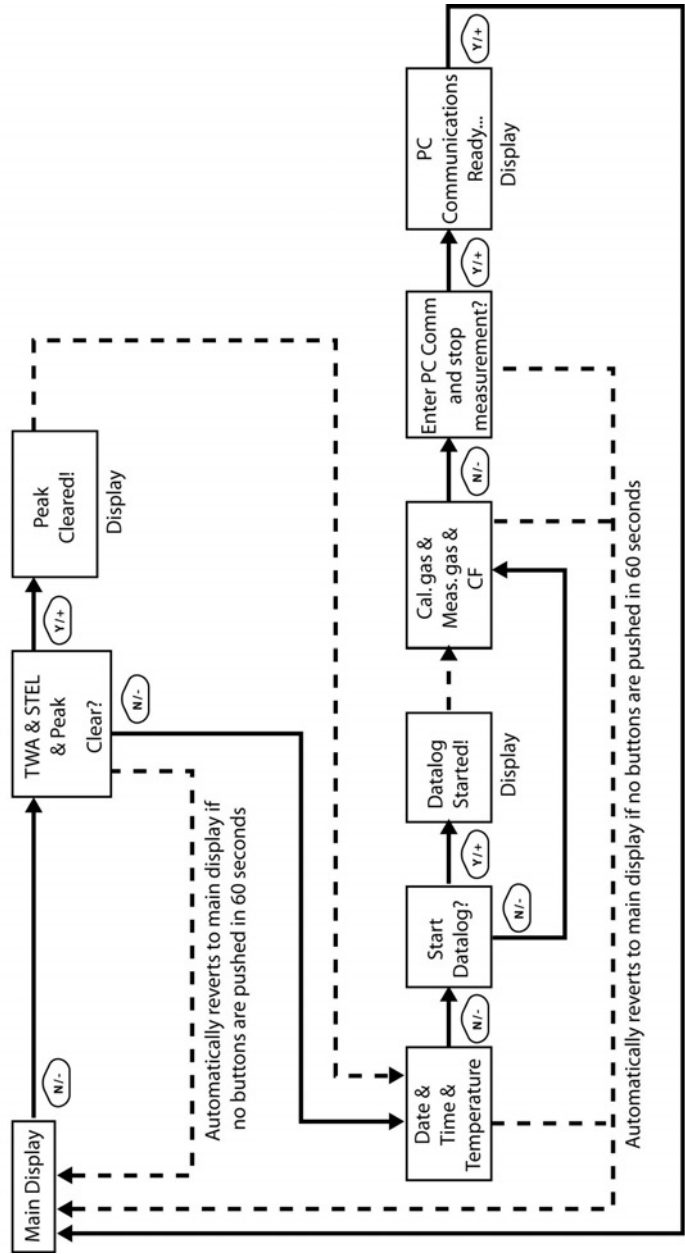 Main Display
N/-
TWA & STEL
& Peak
Clear?
Y/+
Peak
Cleared!
Display
N/-
Automatically reverts to main display if
no buttons are pushed in 60 seconds
Date &
Time &
Temperature
N/-
Start
Datalog?
Y/+
N/-
Datalog
Started!
Display
Cal. gas &
Meas. gas &
CF
N/-
Enter PC Comm
and stop
measurement?
Y/+
PC
Communications
Ready...
Display
Y/+
Automatically reverts to main display if no buttons are pushed in 60 seconds